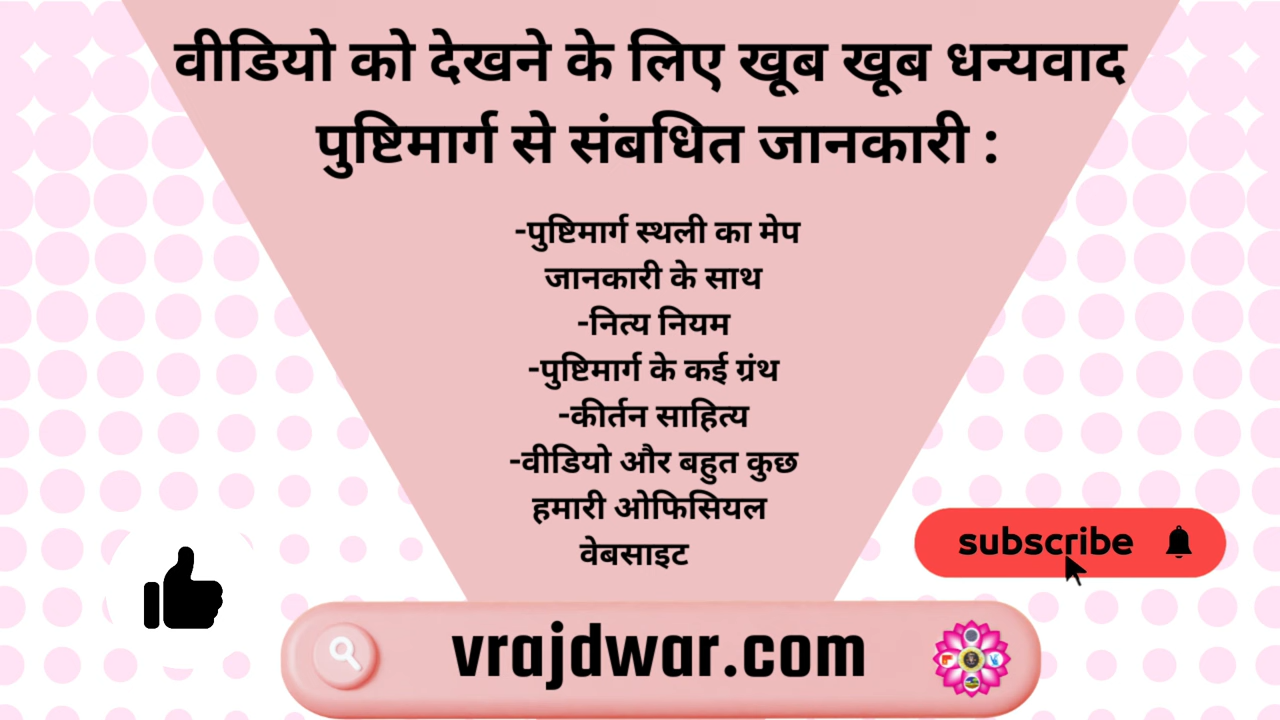 वीडियो को देखने के लिए खूब खूब धन्यवाद
पुष्टिमार्ग से संबधित जानकारी :
-पुष्टिमार्ग स्थली का मेप
जानकारी के साथ
-नित्य नियम
-पुष्टिमार्ग के कई ग्रंथ
-कीर्तन साहित्य
-वीडियो और बहुत कुछ
हमारी ओफिसियल
वेबसाइट
subscribe
vrajdwar.com